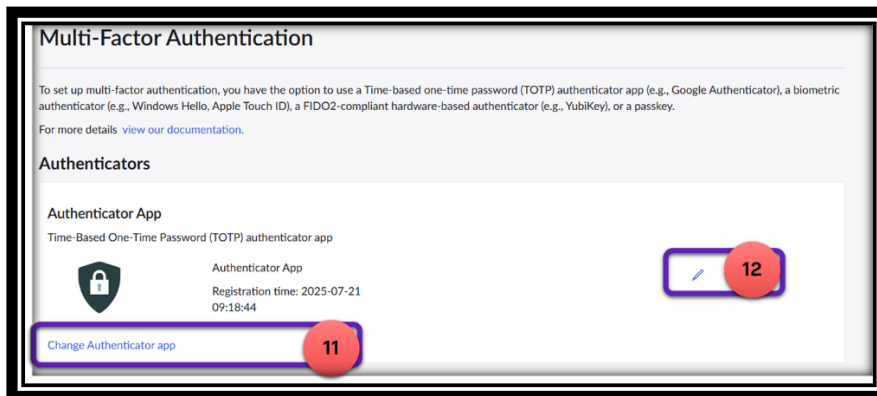 Multi-Factor Authentication
To set up multi-factor authentication, you have the option to use a Time-based one-time password (TOTP) authenticator app (e.g., Google Authenticator), a biometric
authenticator (e.g., Windows Hello, Apple Touch ID), a FIDO2-compliant hardware-based authenticator (e.g., YubiKey), or a passkey.
For more details view our documentation.
Authenticators
Authenticator App
Time-Based One-Time Password (TOTP) authenticator app
Authenticator App
Registration time: 2025-07-21
09:18:44
12
Change Authenticator app
11